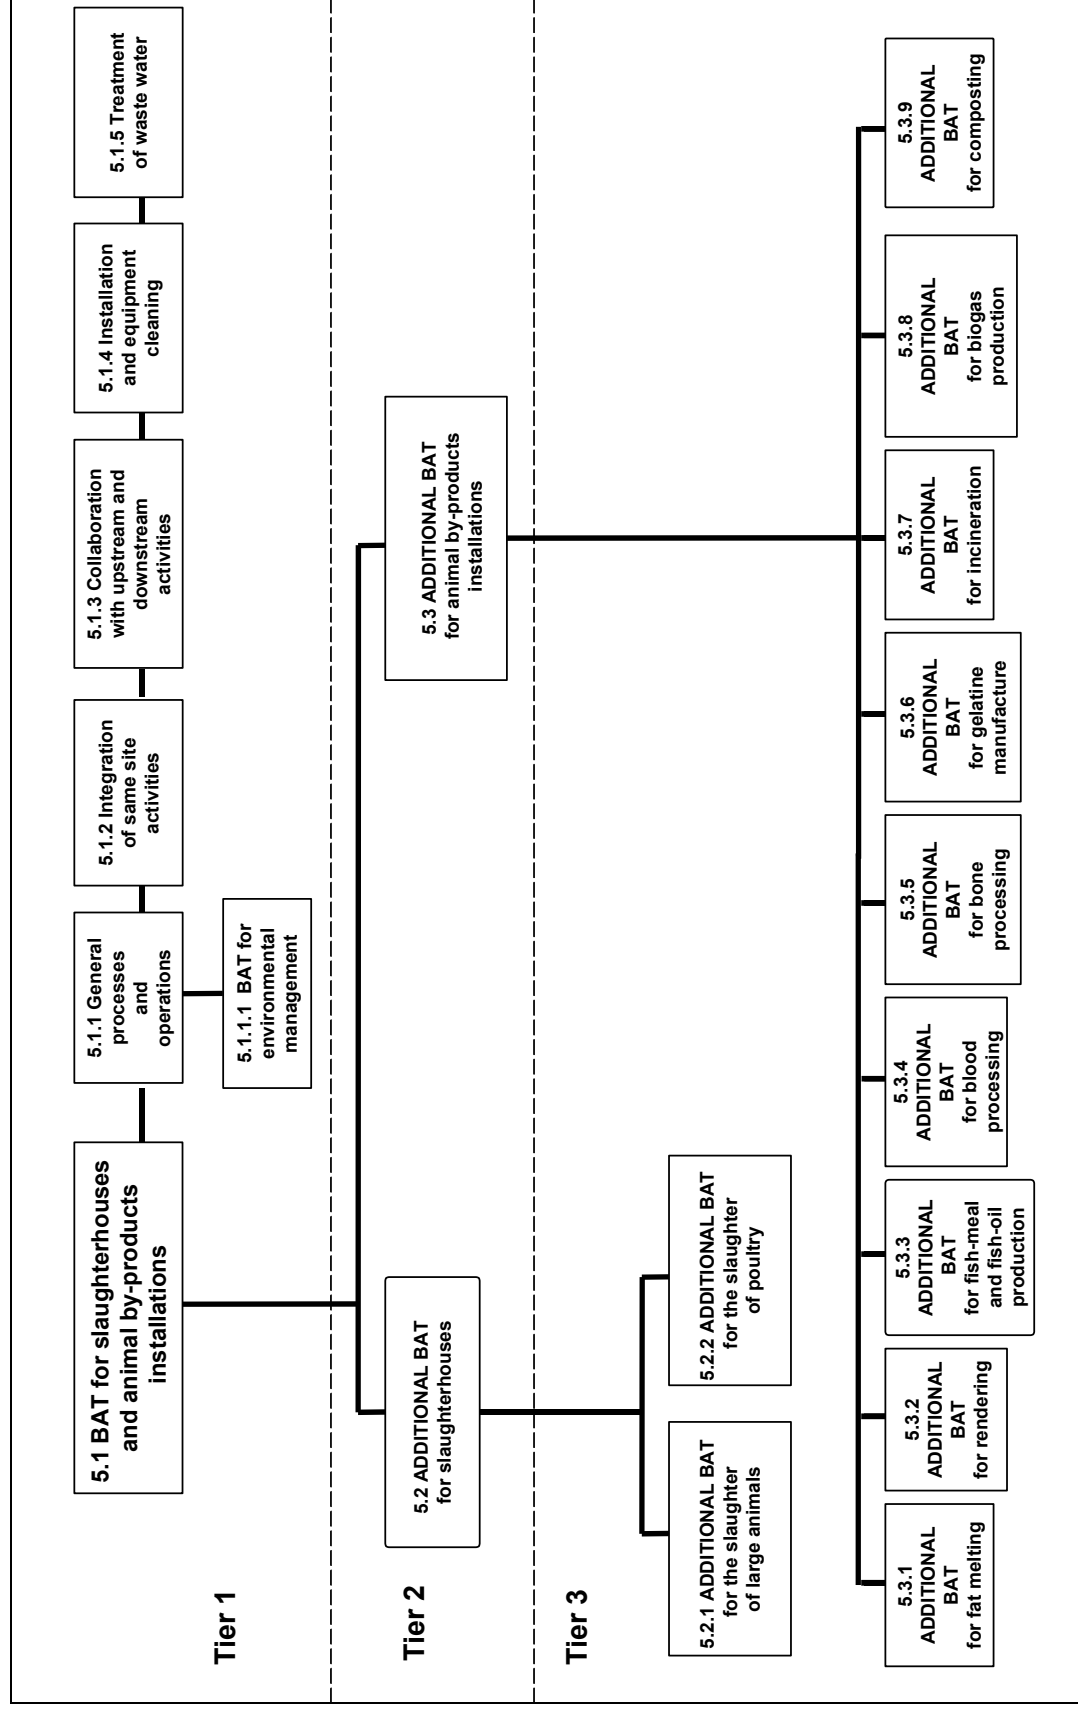 Tier 1
5.1 BAT for slaughterhouses
and animal by-products
installations
5.1.1 General
processes
and
operations
5.1.2 Integration
of same site
activities
5.1.3 Collaboration
with upstream and
downstream
activities
5.1.4 Installation
and equipment
cleaning
5.1.5 Treatment
of waste water
5.1.1.1 BAT for
environmental
management
Tier 2
5.2 ADDITIONAL BAT
for slaughterhouses
5.3 ADDITIONAL BAT
for animal by-products
installations
Tier 3
5.2.1 ADDITIONAL BAT
for the slaughter
of large animals
5.2.2 ADDITIONAL BAT
for the slaughter
of poultry
5.3.1
ADDITIONAL
BAT
for fat melting
5.3.2
ADDITIONAL
BAT
for rendering
5.3.3
ADDITIONAL
BAT
for fish-meal
and fish-oil
production
5.3.4
ADDITIONAL
BAT
for blood
processing
5.3.5
ADDITIONAL
BAT
for bone
processing
5.3.6
ADDITIONAL
BAT
for gelatine
manufacture
5.3.7
ADDITIONAL
BAT
for incineration
5.3.8
ADDITIONAL
BAT
for biogas
production
5.3.9
ADDITIONAL
BAT
for composting